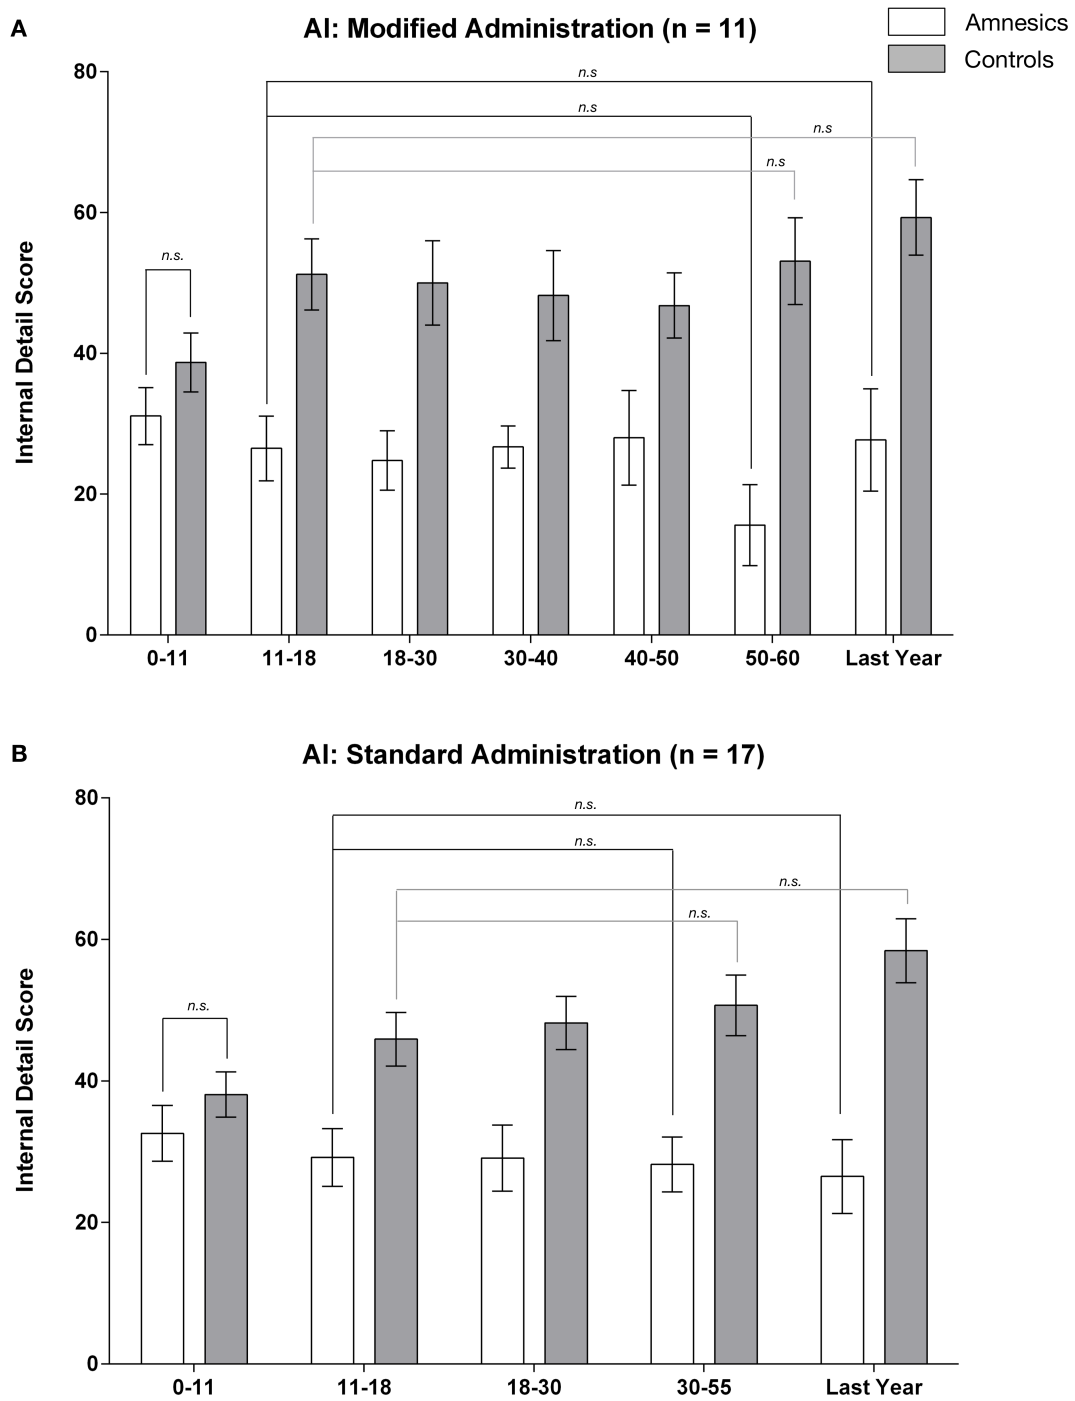 A
AI: Modified Administration (n = 11)
Amnesics
Controls
80
n.s
n.s
n.s
n.s
60
n.s.
Internal Detail Score
40
20
0
0-11 11-18 18-30 30-40 40-50 50-60 Last Year
B
AI: Standard Administration (n = 17)
80
n.s.
n.s.
n.s.
n.s.
60
n.s.
Internal Detail Score
40
20
0
0-11 11-18 18-30 30-55 Last Year